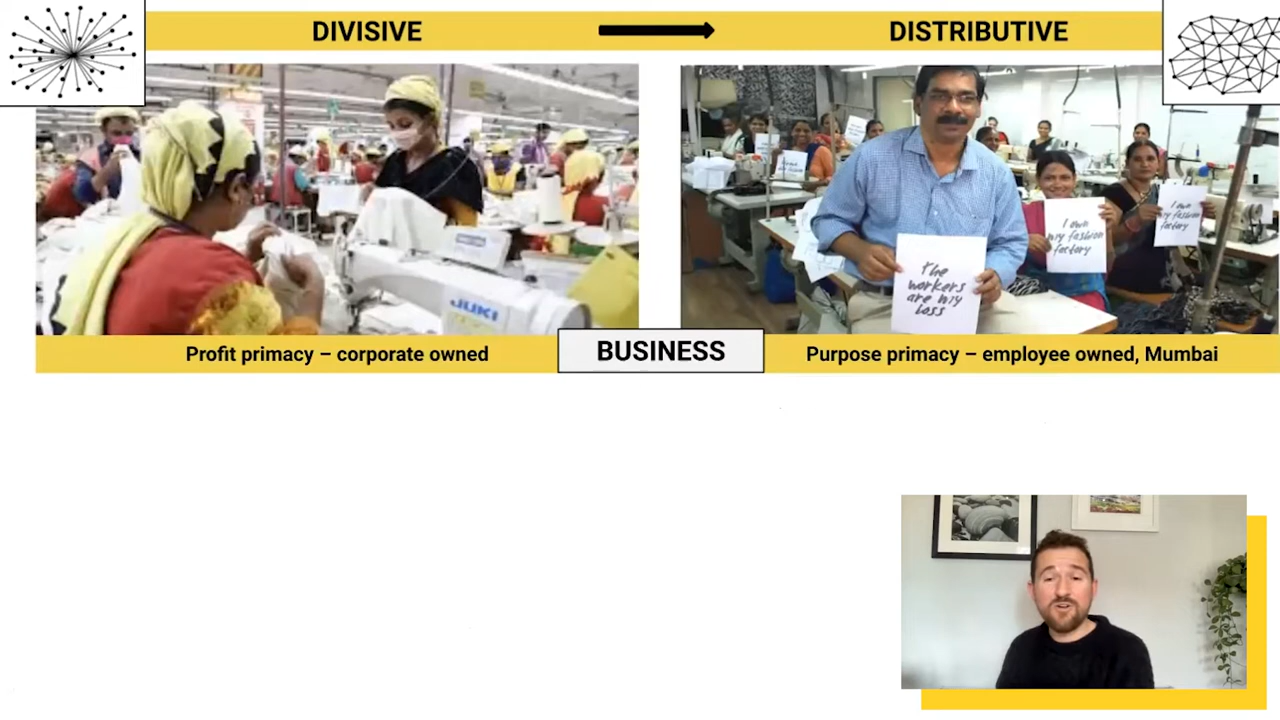 DIVISIVE
DISTRIBUTIVE
JUKI
The
workers
are my
boss
I own
my fashion
factory
I own
my fashion
factory
Profit primacy – corporate owned
BUSINESS
Purpose primacy – employee owned, Mumbai